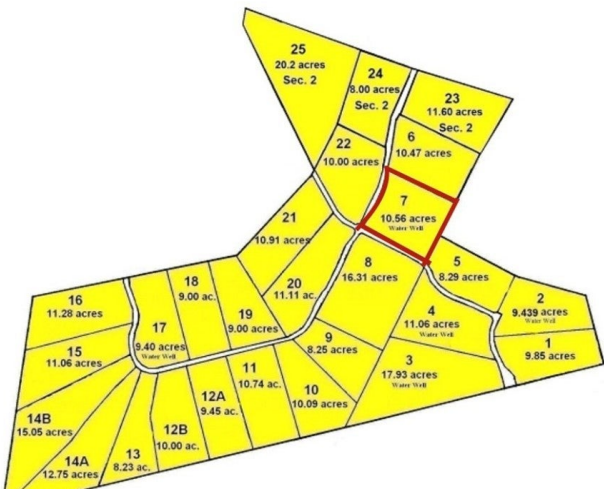 25
20.2 acres
Sec. 2
24
8.00 acres
Sec. 2
23
11.60 acres
Sec. 2
22
10.00 acres
6
10.47 acres
7
10.56 acres
Water Well
21
10.91 acres
20
11.11 ac.
8
16.31 acres
5
8.29 acres
16
11.28 acres
18
9.00 ac.
19
9.00 acres
17
9.40 acres
Water Well
4
11.06 acres
Water Well
2
9.439 acres
Water Well
1
9.85 acres
15
11.06 acres
9
8.25 acres
3
17.93 acres
Water Well
14B
15.05 acres
14A
12.75 acres
13
8.23 ac.
12B
10.00 ac.
12A
9.45 ac.
11
10.74 ac.
10
10.09 acres